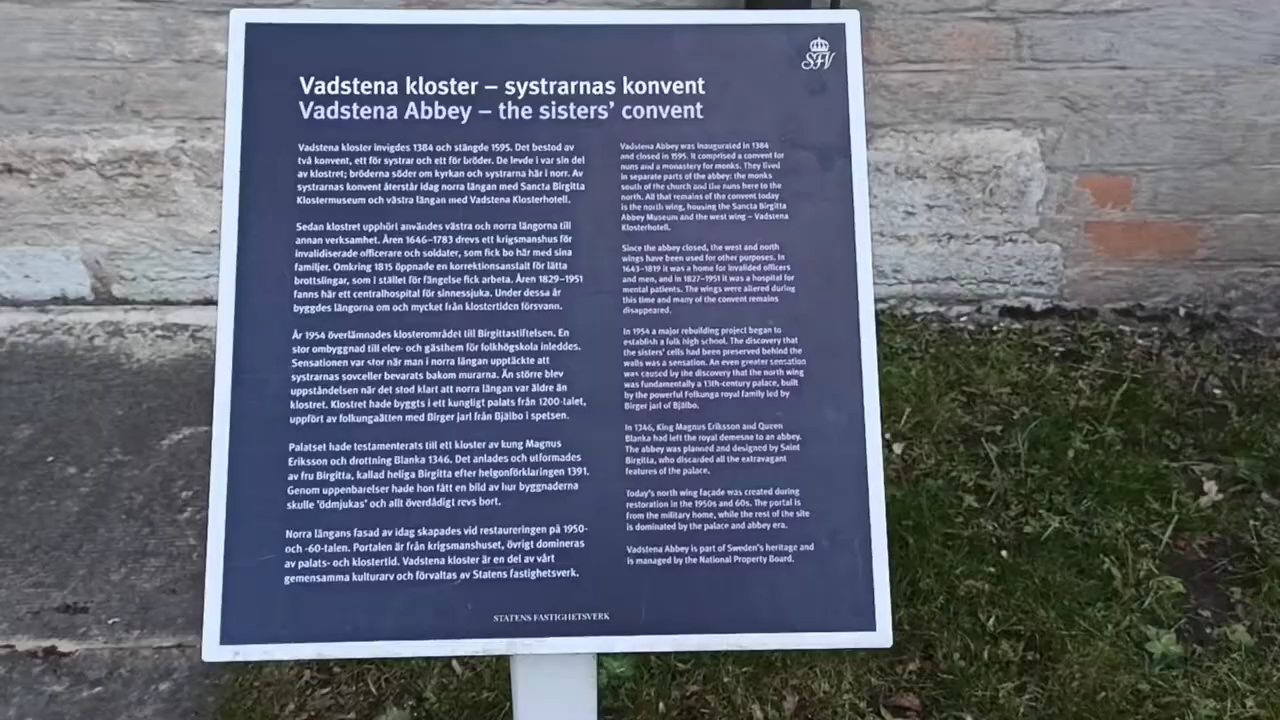 SFV
Vadstena kloster – systrarnas konvent
Vadstena Abbey – the sisters' convent
Vadstena kloster invigdes 1384 och stängde 1595. Det bestod av
två konvent, ett för systrar och ett för bröder. De levde i var sin del
av klostret; bröderna söder om kyrkan och systrarna här i norr. Av
systrarnas konvent återstår idag norra längan med Sancta Birgitta
Klostermuseum och västra längan med Vadstena Klosterhotell.
Sedan klostret upphört användes västra och norra längorna till
annan verksamhet. Åren 1646–1783 drevs ett krigsmanshus för
invalidiserade officerare och soldater, som fick bo här med sina
familjer. Omkring 1815 öppnade en korrektionsanstalt för lätta
brottslingar, som i stället för fängelse fick arbeta. Åren 1829–1951
fanns här ett centralhospital för sinnessjuka. Under dessa år
byggdes längorna om och mycket från klostertiden försvann.
År 1954 överlämnades klosterområdet till Birgittastiftelsen. En
stor ombyggnad till elev- och gästhem för folkhögskola inleddes.
Sensationen var stor när man i norra längan upptäckte att
systrarnas sovceller bevarats bakom murarna. Än större blev
uppståndelsen när det stod klart att norra längan var äldre än
klostret. Klostret hade byggts i ett kungligt palats från 1200-talet,
uppfört av folkungaätten med Birger jarl från Bjälbo i spetsen.
Palatset hade testamenterats till ett kloster av kung Magnus
Eriksson och drottning Blanka 1346. Det anlades och utformades
av fru Birgitta, kallad heliga Birgitta efter helgonförklaringen 1391.
Genom uppenbarelser hade hon fått en bild av hur byggnaderna
skulle 'ödmjukas' och allt överdådigt revs bort.
Norra längans fasad av idag skapades vid restaureringen på 1950-
och -60-talen. Portalen är från krigsmanshuset, övrigt domineras
av palats- och klostertid. Vadstena kloster är en del av vårt
gemensamma kulturarv och förvaltas av Statens fastighetsverk.
Vadstena Abbey was inaugurated in 1384
and closed in 1595. It comprised a convent for
nuns and a monastery for monks. They lived
in separate parts of the abbey: the monks
south of the church and the nuns here to the
north. All that remains of the convent today
is the north wing, housing the Sancta Birgitta
Abbey Museum and the west wing – Vadstena
Klosterhotell.
Since the abbey closed, the west and north
wings have been used for other purposes. In
1643–1819 it was a home for invalided officers
and men, and in 1827–1951 it was a hospital for
mental patients. The wings were altered during
this time and many of the convent remains
disappeared.
In 1954 a major rebuilding project began to
establish a folk high school. The discovery that
the sisters' cells had been preserved behind the
walls was a sensation. An even greater sensation
was caused by the discovery that the north wing
was fundamentally a 13th-century palace, built
by the powerful Folkunga royal family led by
Birger jarl of Bjälbo.
In 1346, King Magnus Eriksson and Queen
Blanka had left the royal demesne to an abbey.
The abbey was planned and designed by Saint
Birgitta, who discarded all the extravagant
features of the palace.
Today's north wing façade was created during
restoration in the 1950s and 60s. The portal is
from the military home, while the rest of the site
is dominated by the palace and abbey era.
Vadstena Abbey is part of Sweden's heritage and
is managed by the National Property Board.
STATENS FASTIGHETSVERK